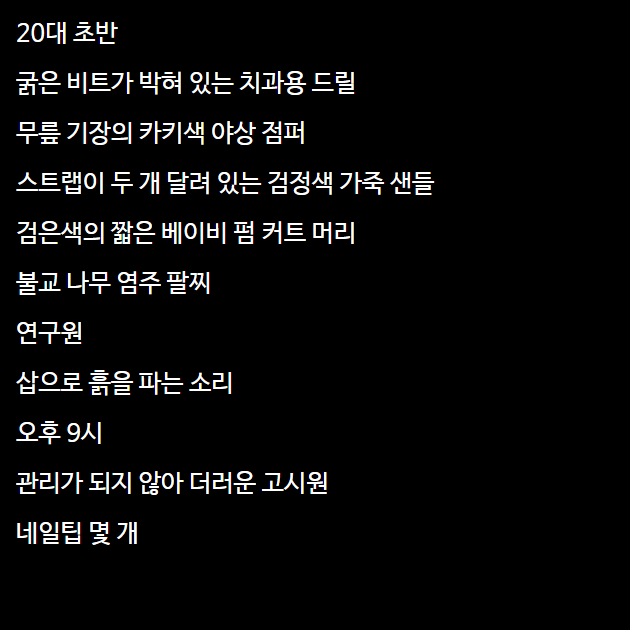 20대 초반
굵은 비트가 박혀 있는 치과용 드릴
무릎 기장의 카키색 야상 점퍼
스트랩이 두 개 달려 있는 검정색 가죽 샌들
검은색의 짧은 베이비 펌 커트 머리
불교 나무 염주 팔찌
연구원
삽으로 흙을 파는 소리
오후 9시
관리가 되지 않아 더러운 고시원
네일팁 몇 개